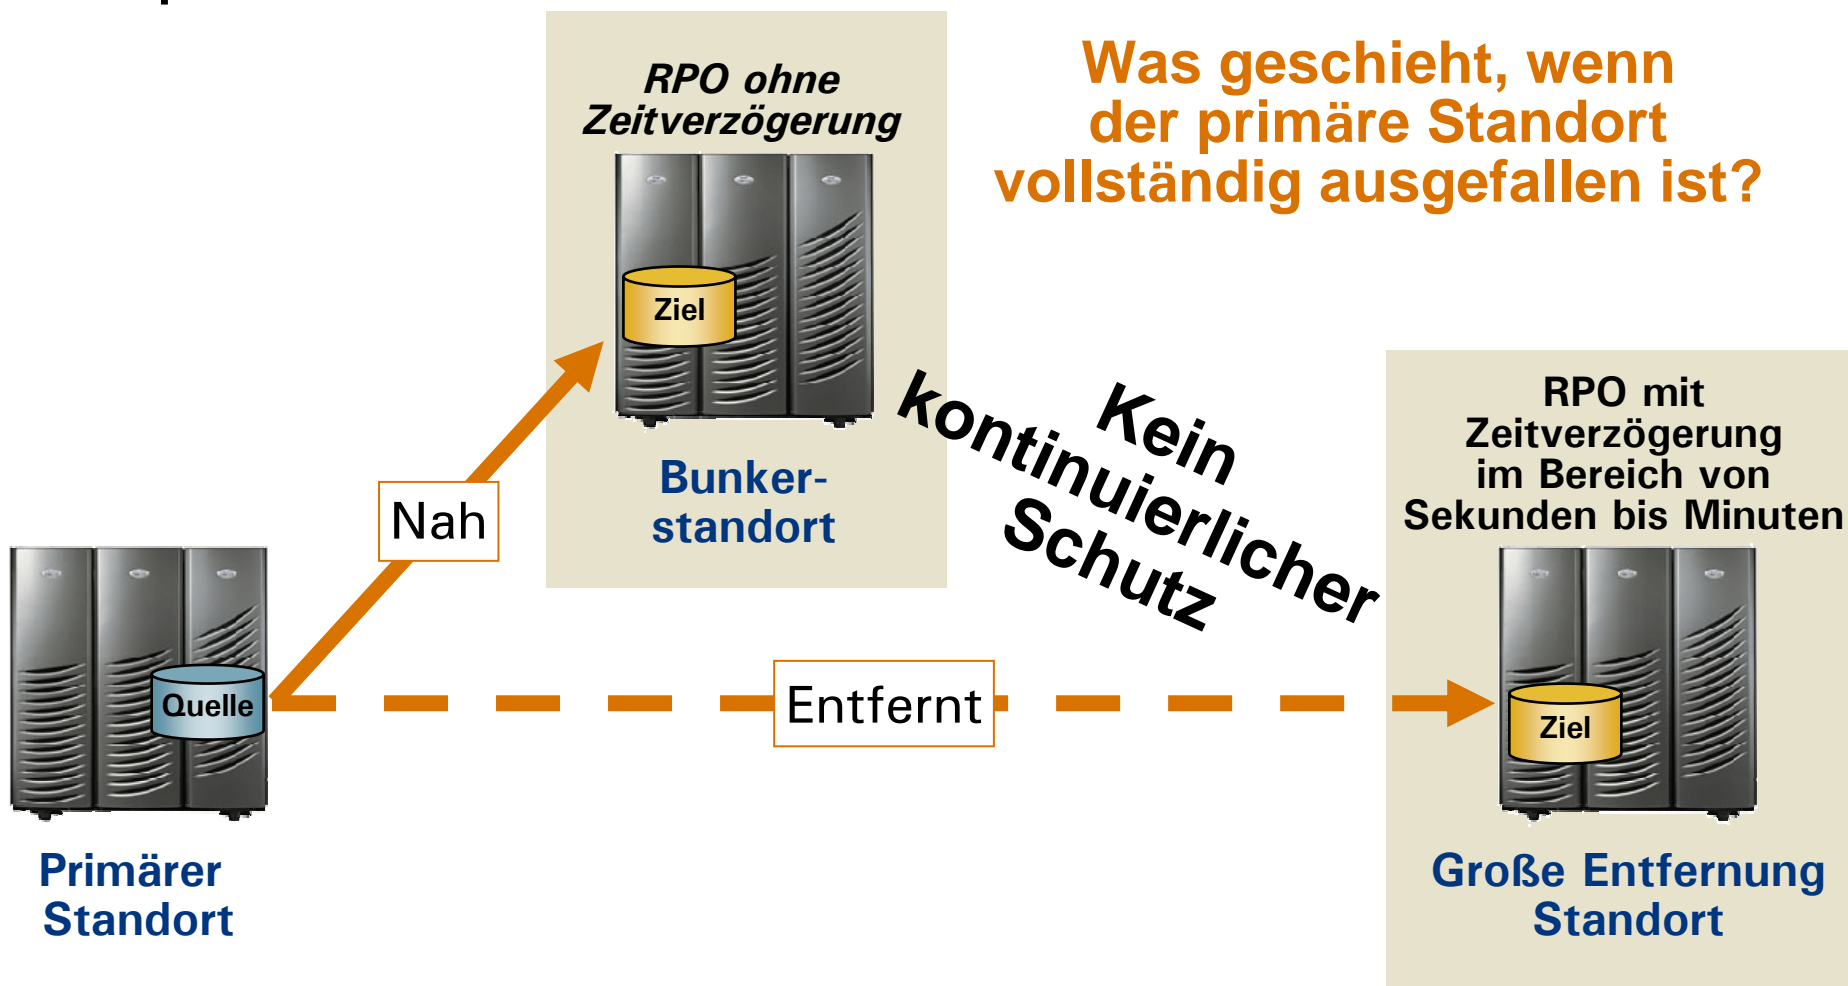 RPO ohne
Zeitverzögerung
Was geschieht, wenn
der primäre Standort
vollständig ausgefallen ist?
Ziel
Bunker-
standort
Nah
Kein
kontinuierlicher
Schutz
RPO mit
Zeitverzögerung
im Bereich von
Sekunden bis Minuten
Quelle
Entfernt
Ziel
Primärer
Standort
Große Entfernung
Standort